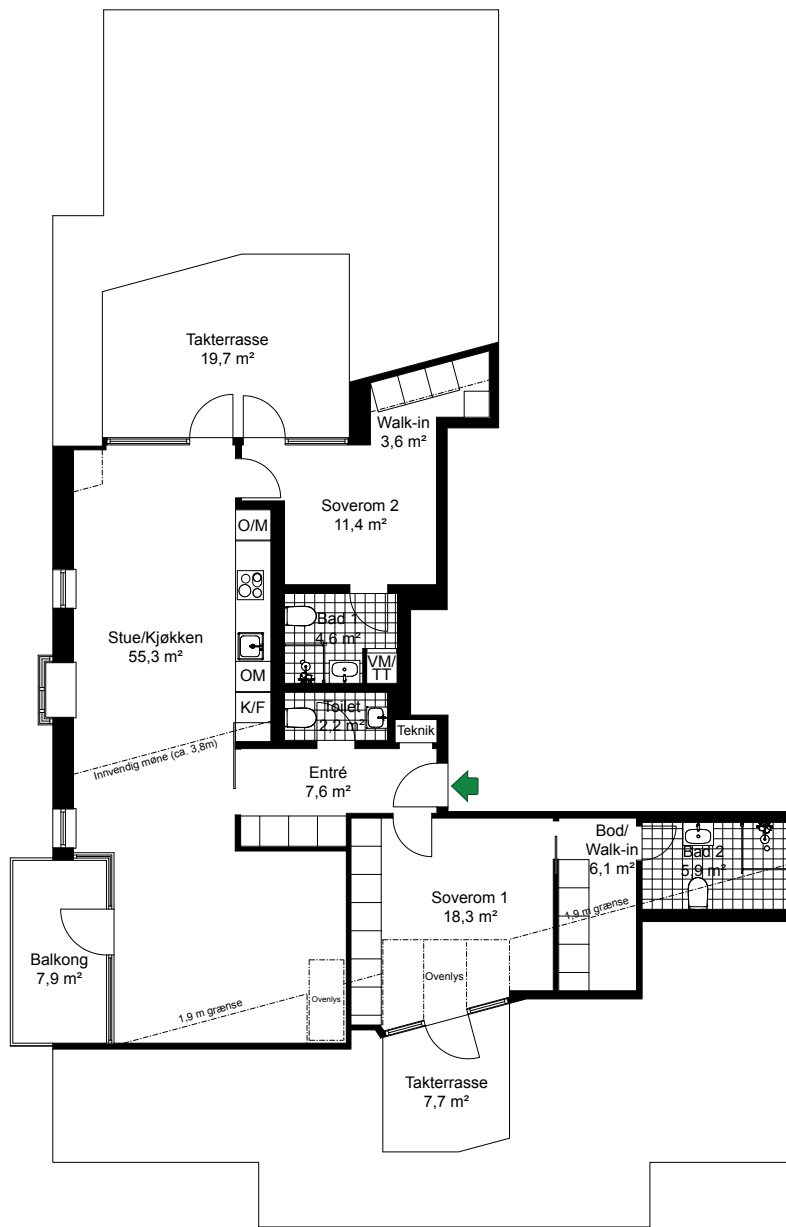 Takterrasse
19,7 m²
Walk-in
3,6 m²
Soverom 2
11,4 m²
O/M
Stue/Kjøkken
55,3 m²
Bad 1
4,6 m²
VM/
TT
OM
K/F
Toilet
2,2 m²
Teknik
Innvendig møne (ca. 3,8m)
Entré
7,6 m²
Bod/
Walk-in
6,1 m²
Bad 2
5,9 m²
Soverom 1
18,3 m²
1,9 m grænse
Balkong
7,9 m²
Ovenlys
Ovenlys
1,9 m grænse
Takterrasse
7,7 m²